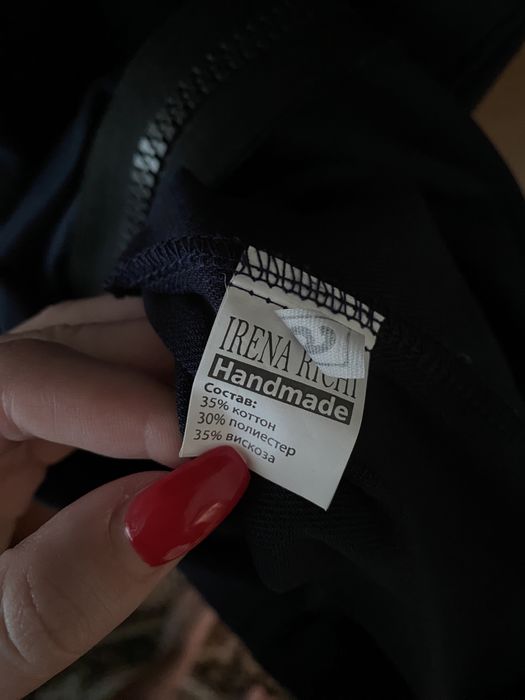 IRENA RICHI
Handmade
Состав:
35% коттон
30% полиестер
35% вискоза